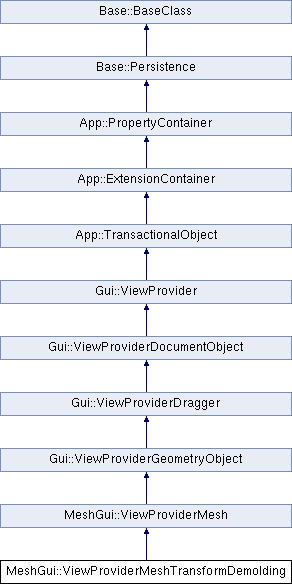 Base::BaseClass
Base::Persistence
App::PropertyContainer
App::ExtensionContainer
App::TransactionalObject
Gui::ViewProvider
Gui::ViewProviderDocumentObject
Gui::ViewProviderDragger
Gui::ViewProviderGeometryObject
MeshGui::ViewProviderMesh
MeshGui::ViewProviderMeshTransformDemolding